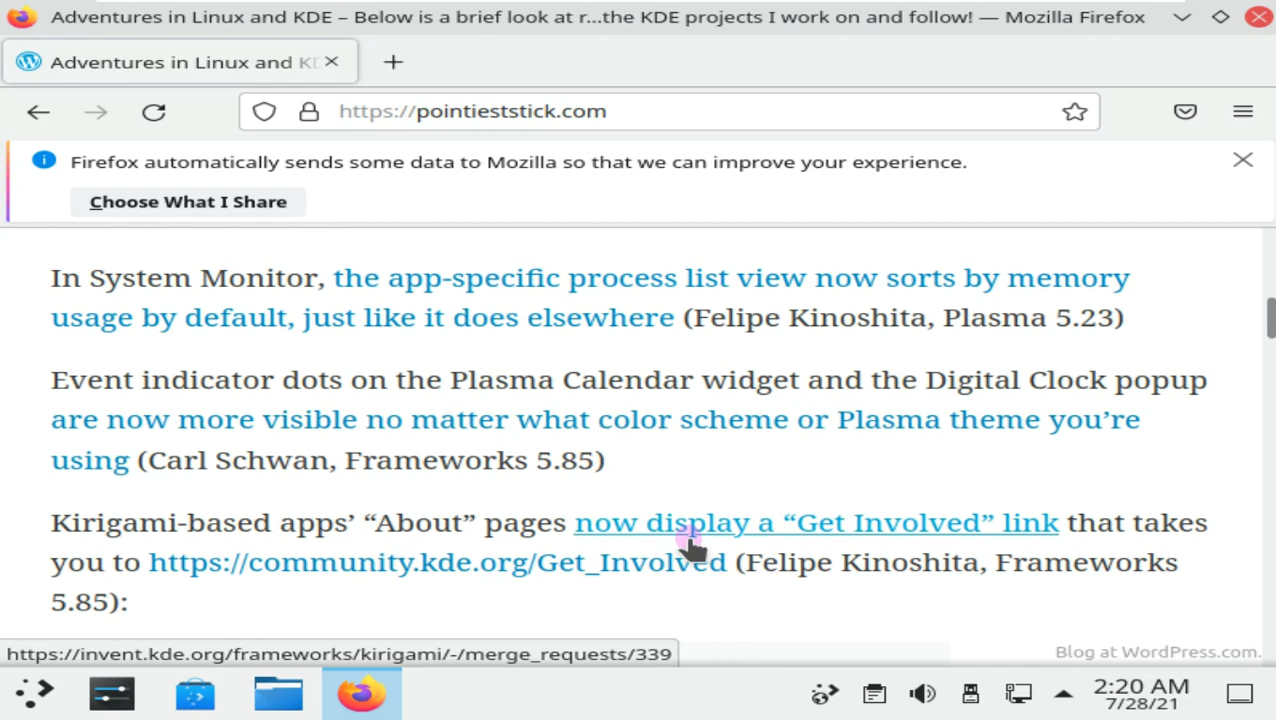 Adventures in Linux and KDE – Below is a brief look at r...the KDE projects I work on and follow! — Mozilla Firefox
Adventures in Linux and KD
https://pointieststick.com
Firefox automatically sends some data to Mozilla so that we can improve your experience.
Choose What I Share
In System Monitor, the app-specific process list view now sorts by memory
usage by default, just like it does elsewhere (Felipe Kinoshita, Plasma 5.23)
Event indicator dots on the Plasma Calendar widget and the Digital Clock popup
are now more visible no matter what color scheme or Plasma theme you’re
using (Carl Schwan, Frameworks 5.85)
Kirigami-based apps’ “About” pages now display a “Get Involved” link that takes
you to https://community.kde.org/Get_Involved (Felipe Kinoshita, Frameworks
5.85):
https://invent.kde.org/frameworks/kirigami/-/merge_requests/339
Blog at WordPress.com.
2:20 AM
7/28/21